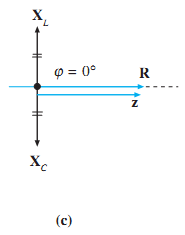 X_L
φ = 0°
R
z
X_C
(c)